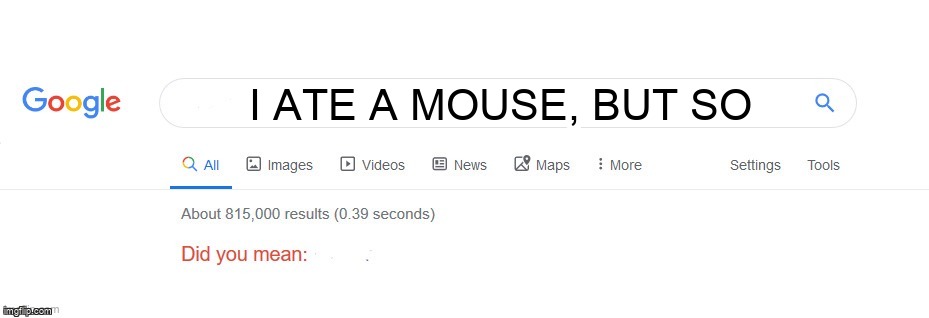 Google
I ATE A MOUSE, BUT SO
All Images Videos News Maps More Settings Tools
About 815,000 results (0.39 seconds)
Did you mean:
imgflip.com